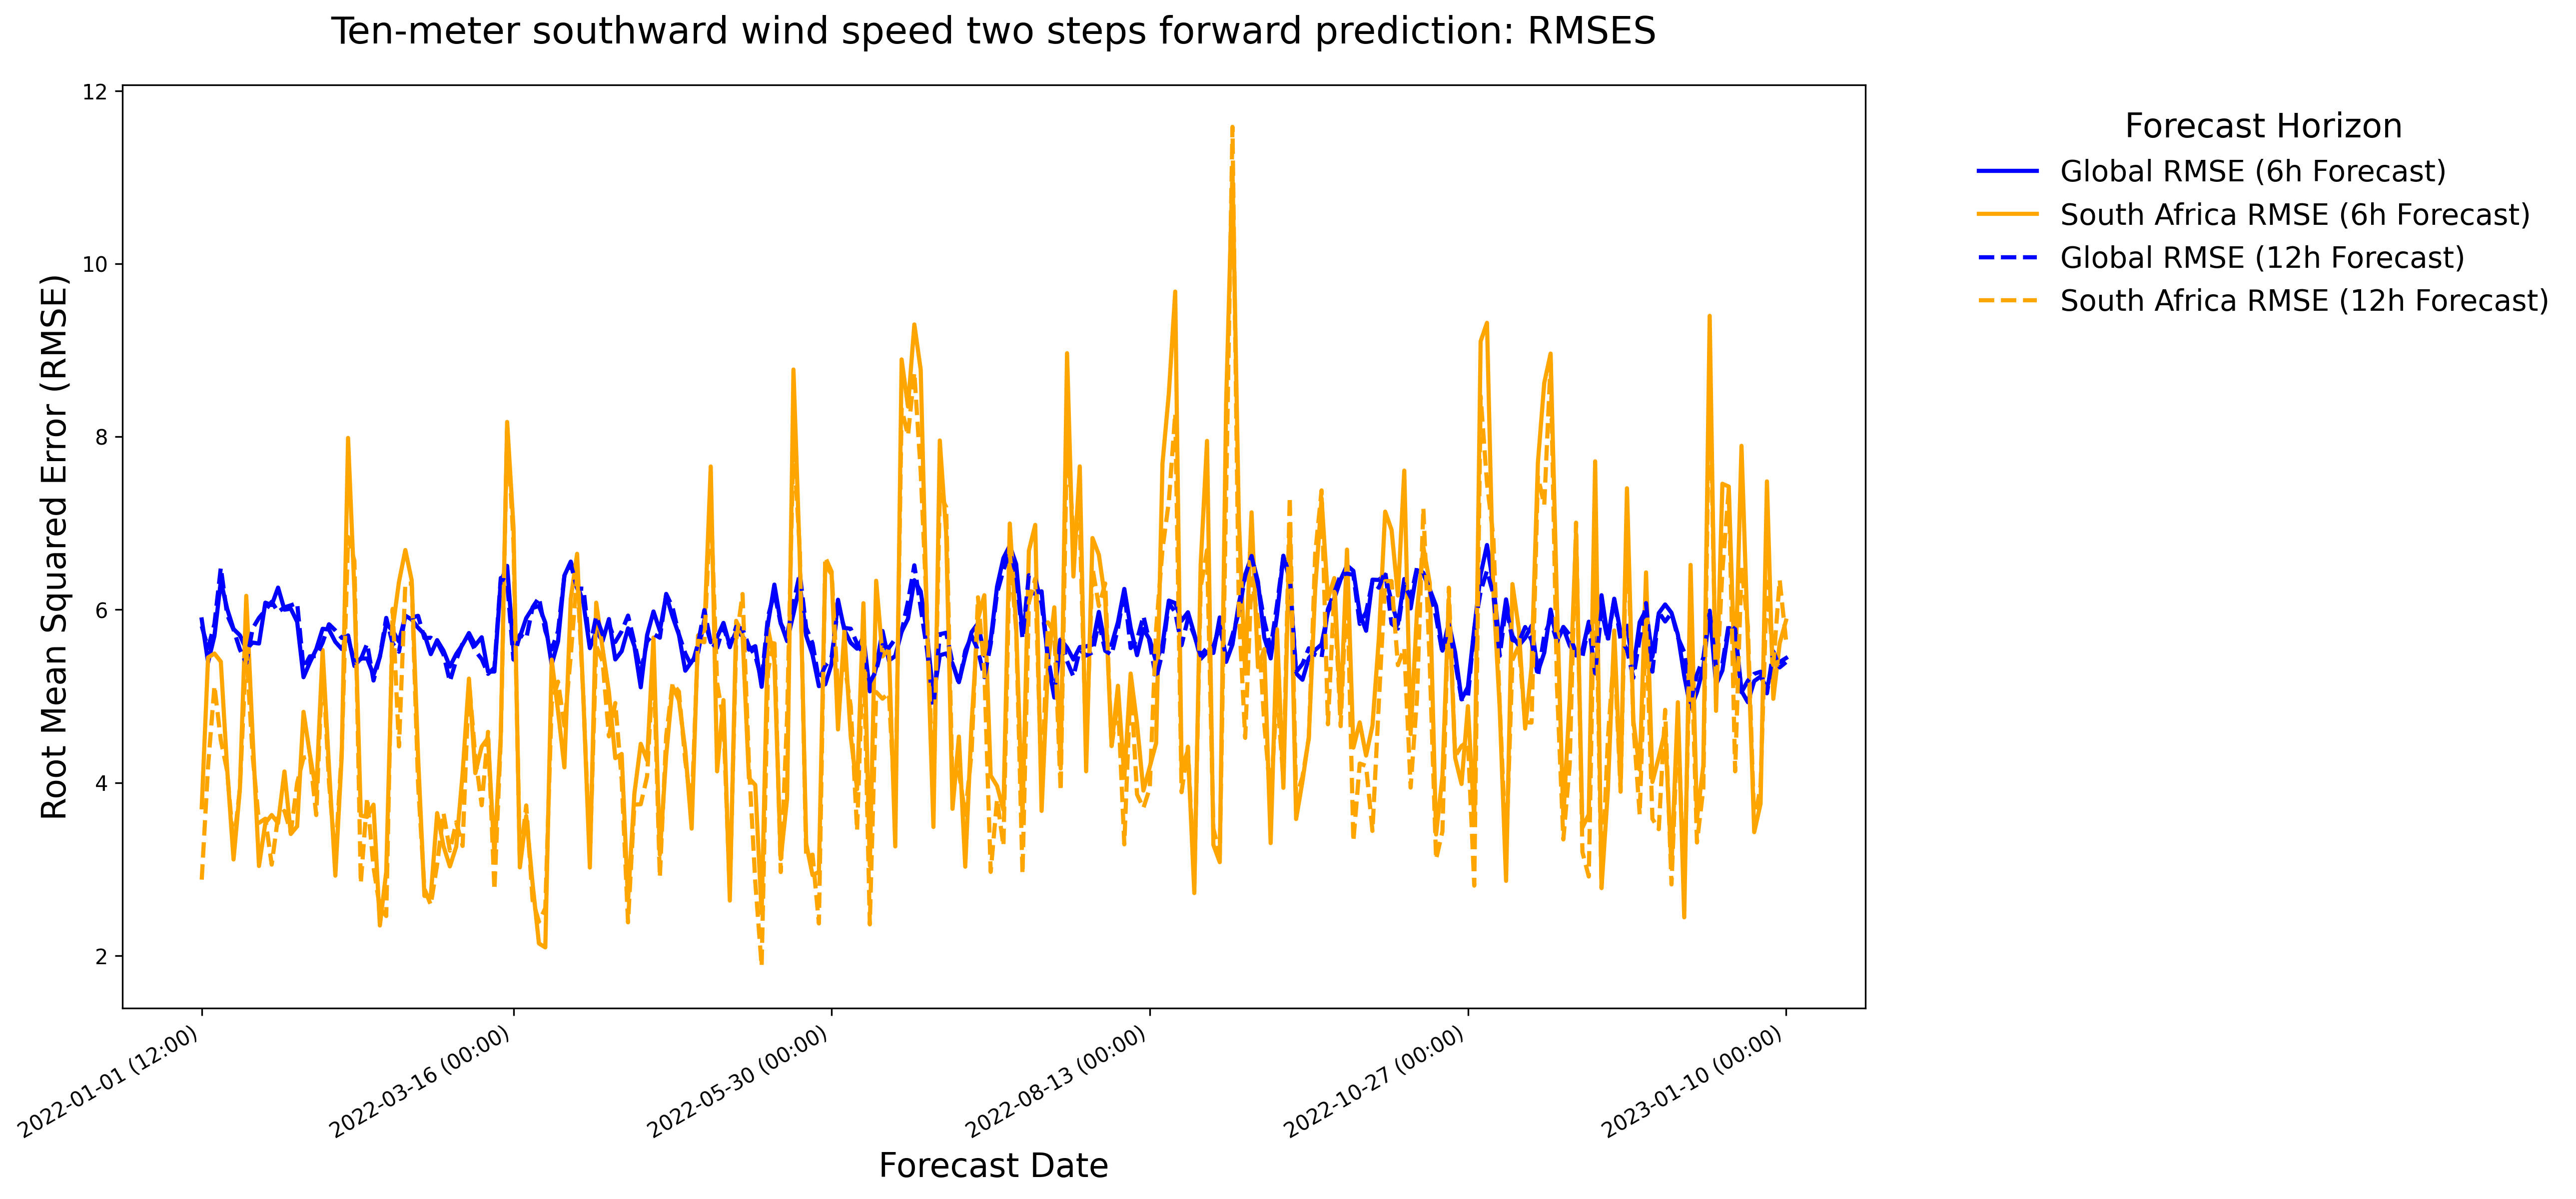 Ten-meter southward wind speed two steps forward prediction: RMSES
Root Mean Squared Error (RMSE)
12
10
8
6
4
2
2022-01-01 (12:00)
2022-03-16 (00:00)
2022-05-30 (00:00)
2022-08-13 (00:00)
2022-10-27 (00:00)
2023-01-10 (00:00)
Forecast Date
Forecast Horizon
Global RMSE (6h Forecast)
South Africa RMSE (6h Forecast)
Global RMSE (12h Forecast)
South Africa RMSE (12h Forecast)